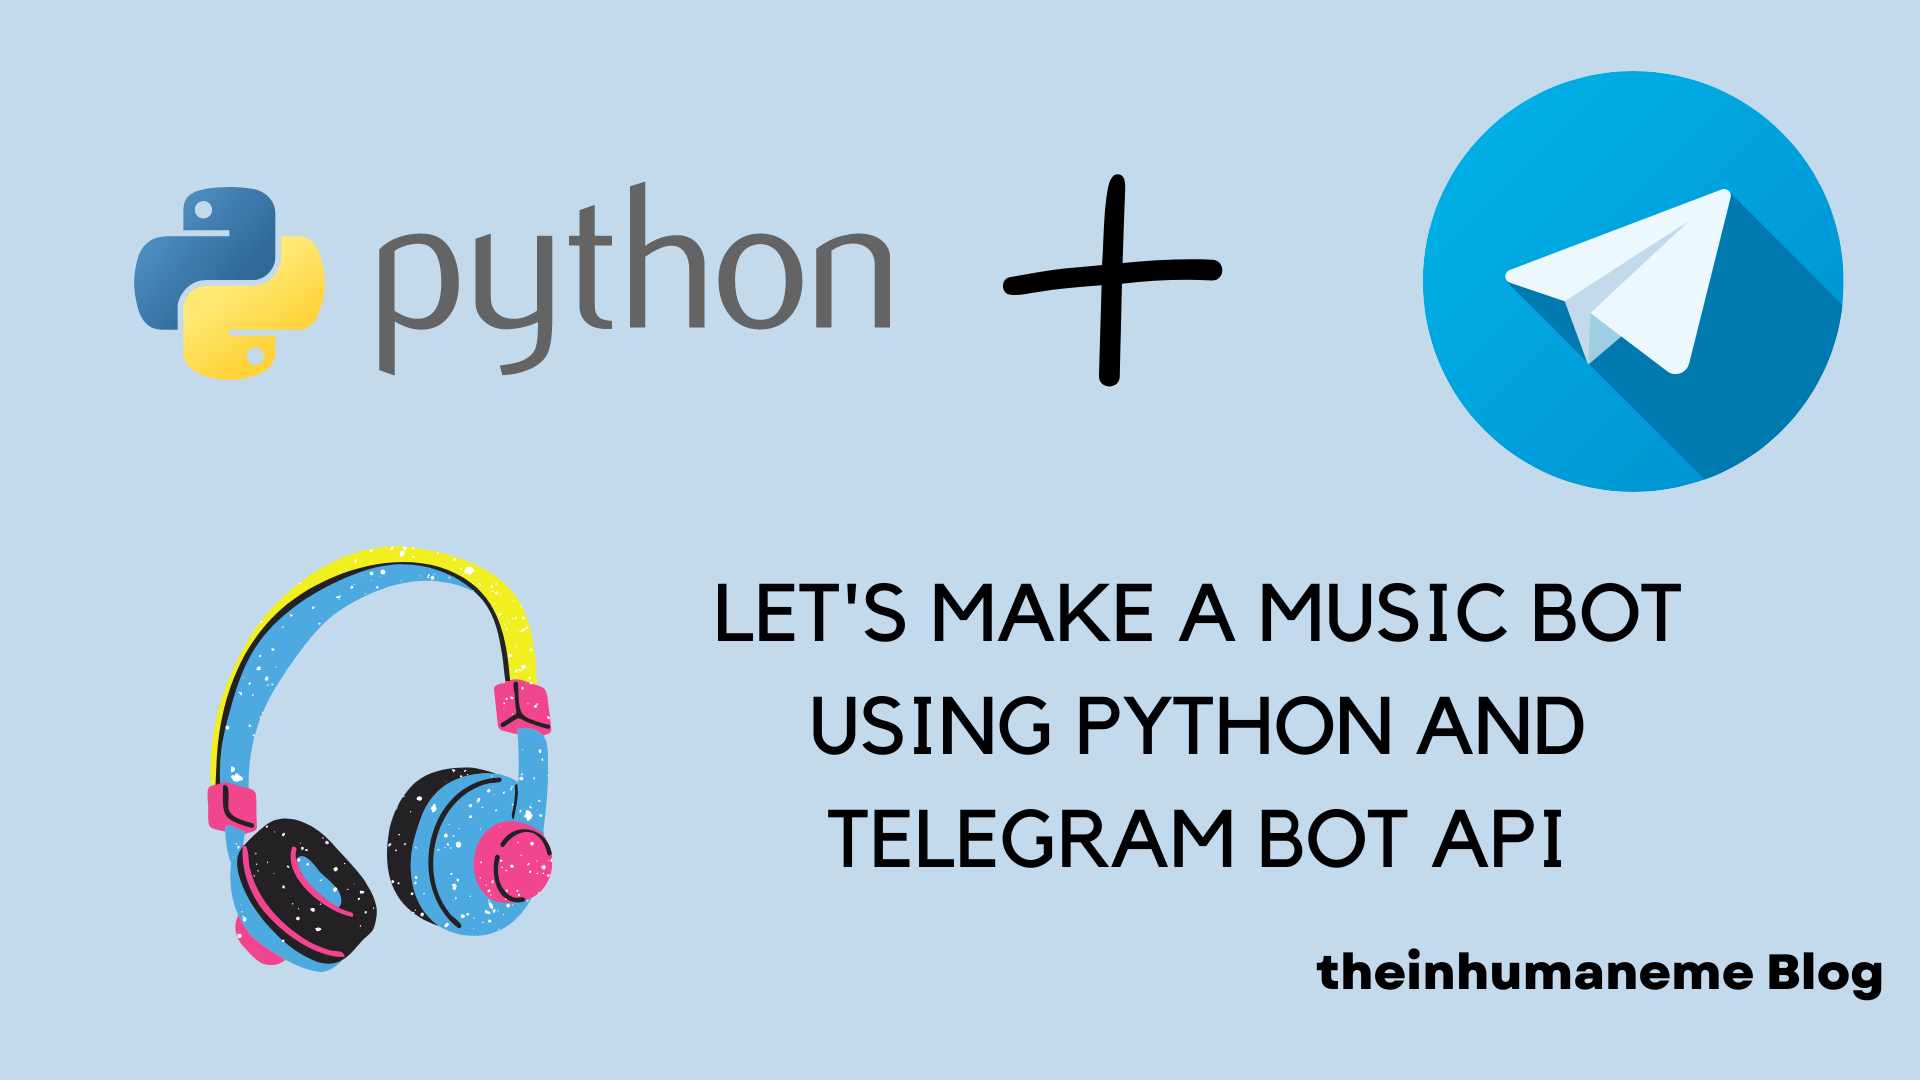 python
LET'S MAKE A MUSIC BOT
USING PYTHON AND
TELEGRAM BOT API
theinhumaneme Blog